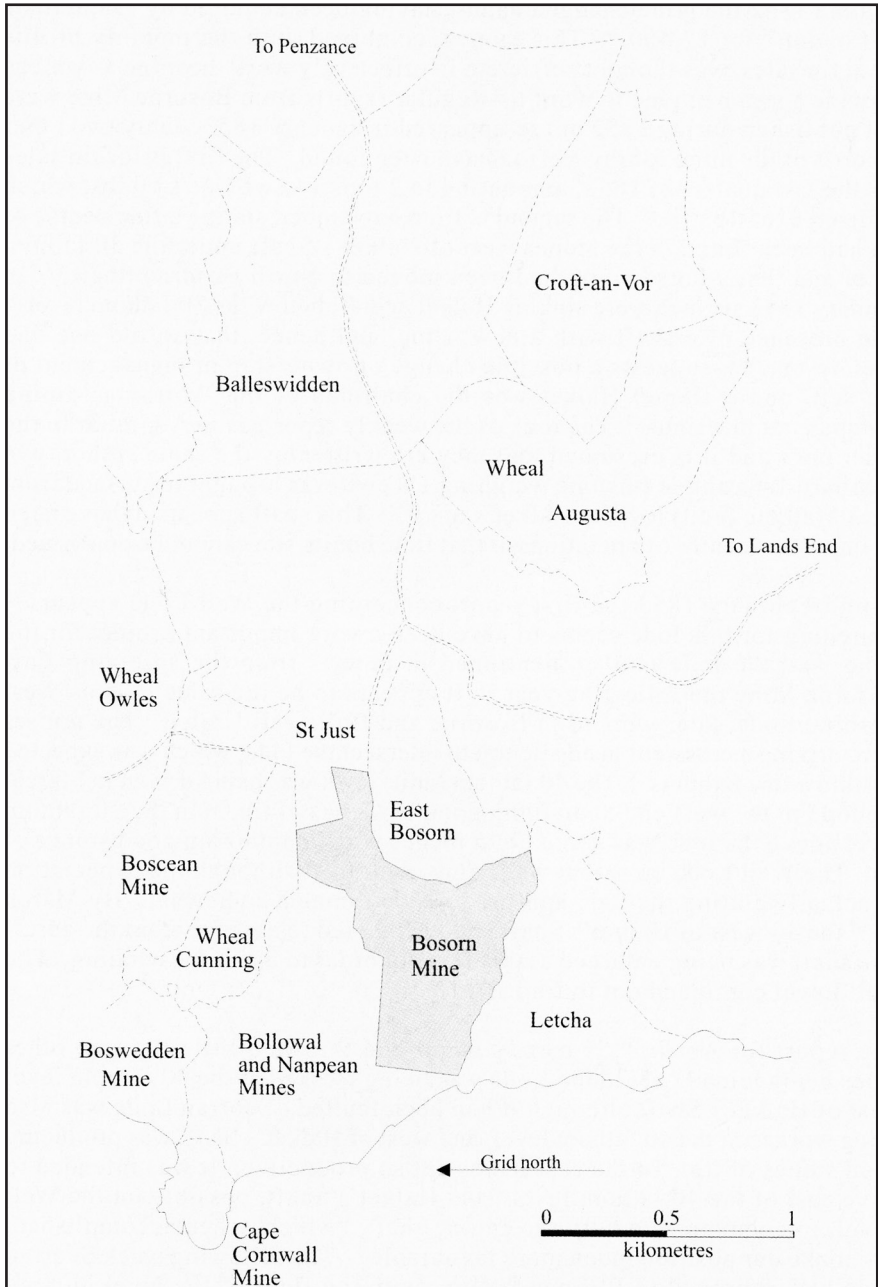 To Penzance
Croft-an-Vor
Balleswidden
Wheal
Augusta
To Lands End
Wheal
Owles
St Just
East
Bosorn
Boscean
Mine
Wheal
Cunning
Bosorn
Mine
Letcha
Boswedden
Mine
Bollowal
and Nanpean
Mines
Grid north
Cape
Cornwall
Mine
0 0.5 1
kilometres